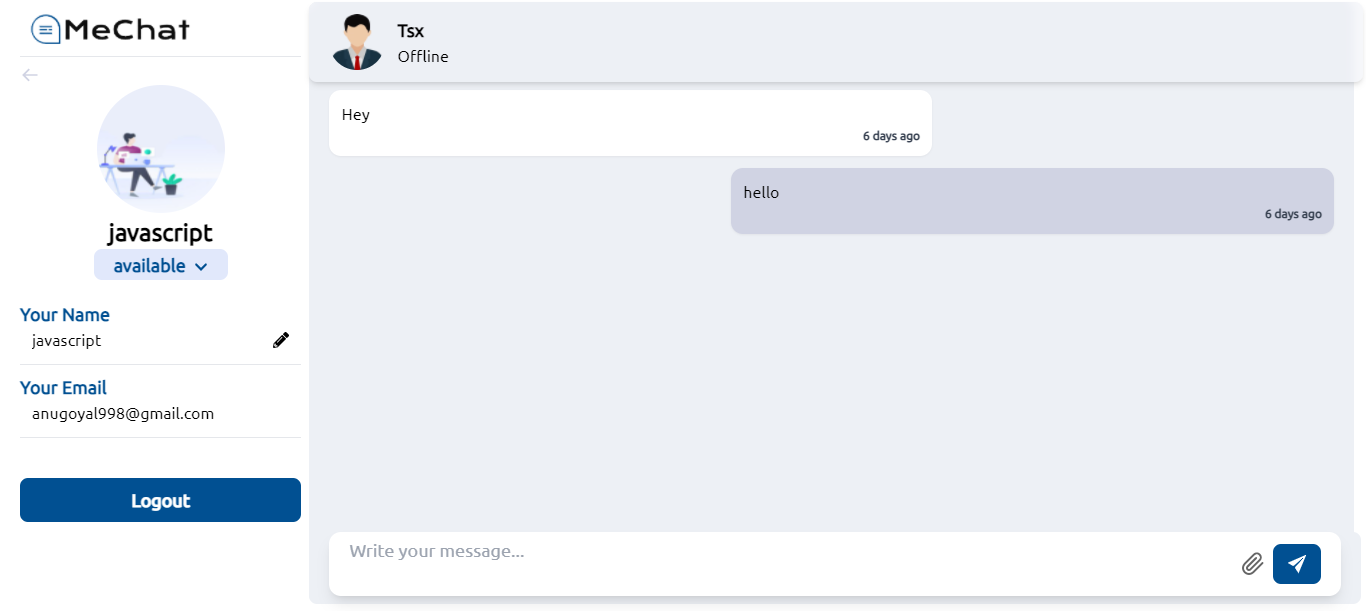 MeChat
javascript
available
Your Name
javascript
Your Email
anugoyal998@gmail.com
Logout
Tsx
Offline
Hey
6 days ago
hello
6 days ago
Write your message...